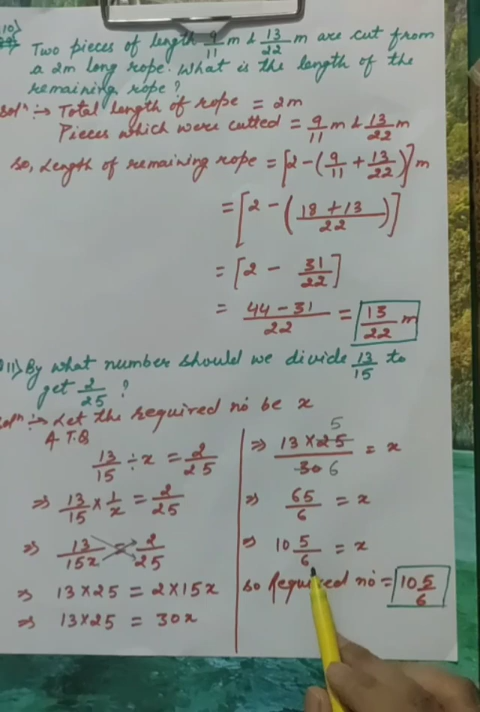 10)
Two pieces of length 9/11 m & 13/22 m are cut from
a 2m long rope. What is the length of the
remaining rope?
Solⁿ :→ Total length of rope = 2m
Pieces which were cutted = 9/11 m & 13/22 m
so, Length of remaining rope = [2 - (9/11 + 13/22)] m
= [2 - (18 + 13/22)]
= [2 - 31/22]
= 44 - 31/22 = 13/22 m
11) By what number should we divide 13/15 to
get 2/25 ?
Solⁿ :→ Let the required no be x
A.T.Q
13/15 ÷ x = 2/25
⇒ 13/15 × 1/x = 2/25
⇒ 13/15x = 2/25
⇒ 13 × 25 = 2 × 15x
⇒ 13 × 25 = 30x
⇒ 13 × 25 5/30 6 = x
⇒ 65/6 = x
⇒ 10 5/6 = x
so Required no = 10 5/6